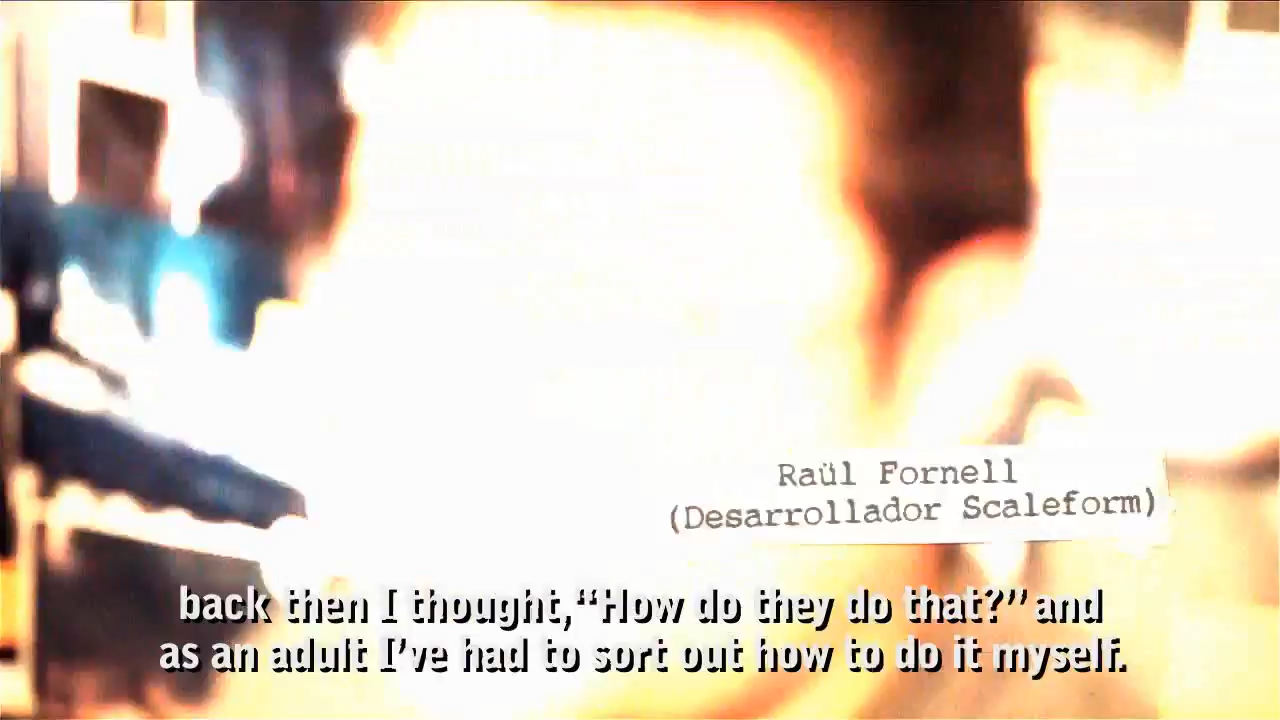 Raül Fornell
(Desarrollador Scaleform)
back then I thought, “How do they do that?” and
as an adult I've had to sort out how to do it myself.